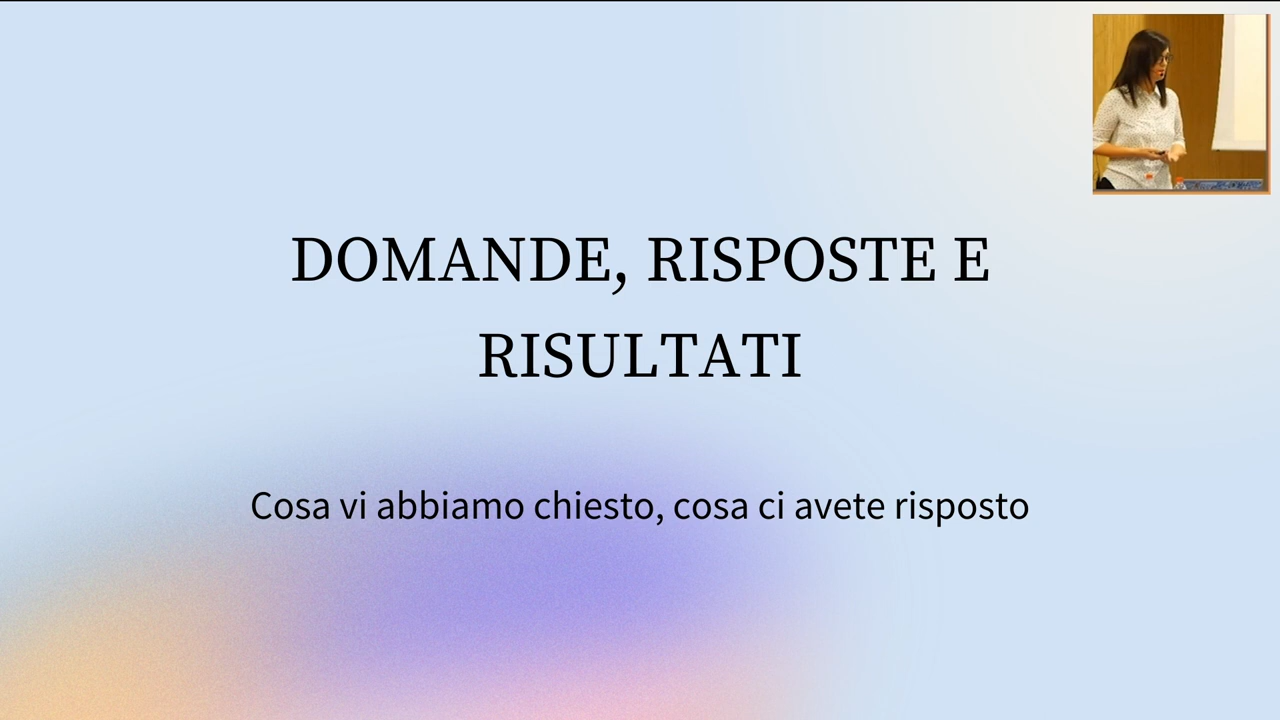 DOMANDE, RISPOSTE E
RISULTATI
Cosa vi abbiamo chiesto, cosa ci avete risposto